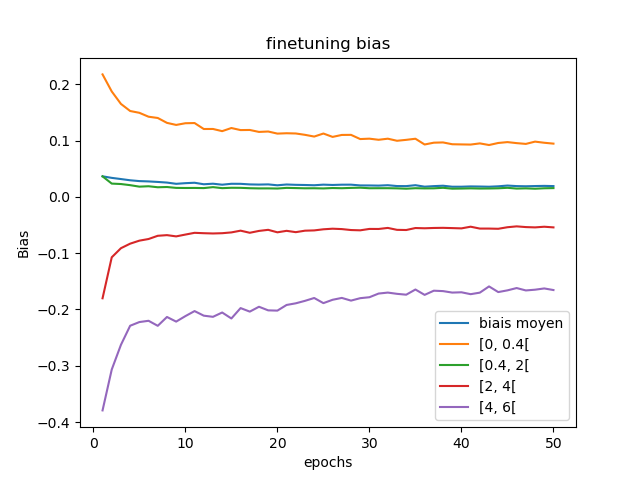 finetuning bias
Bias
0.2
0.1
0.0
−0.1
−0.2
−0.3
−0.4
0 10 20 30 40 50
epochs
biais moyen
[0, 0.4[
[0.4, 2[
[2, 4[
[4, 6[